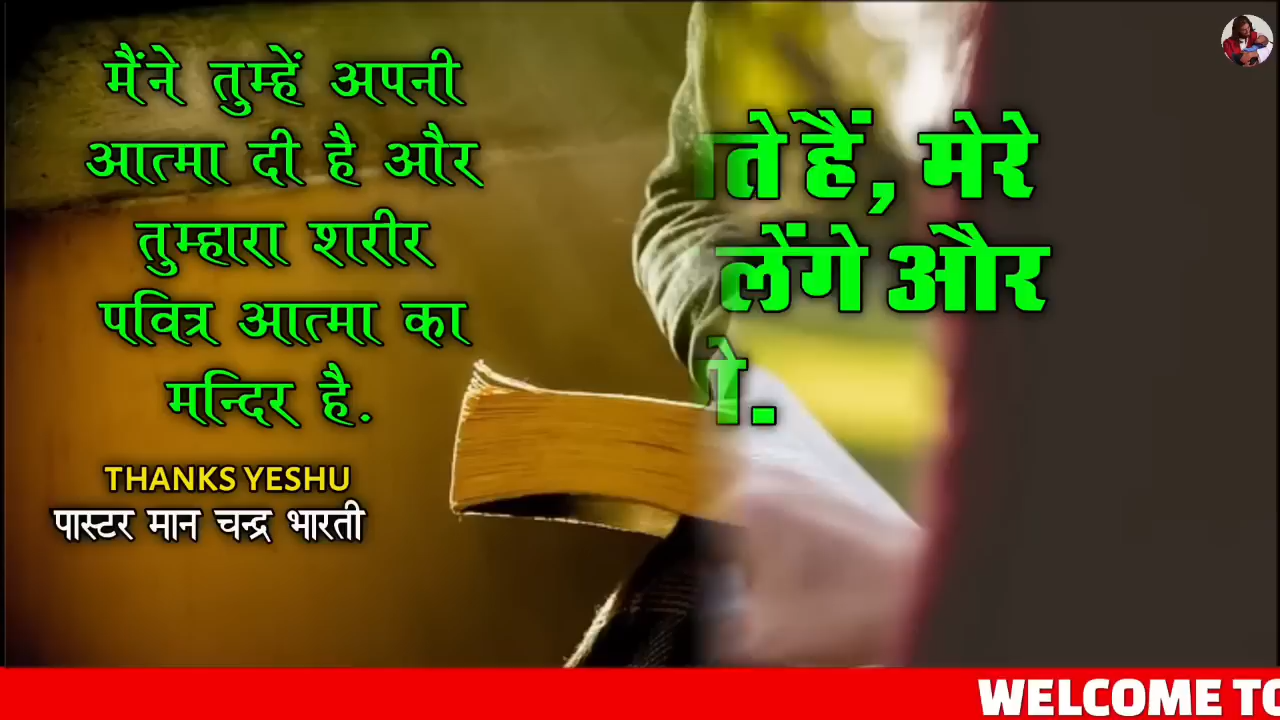 मैंने तुम्हें अपनी
आत्मा दी है और
तुम्हारा शरीर
पवित्र आत्मा का
मन्दिर है.
THANKS YESHU
पास्टर मान चन्द्र भारती
हैं, मेरे
लेंगे और
WELCOME TO